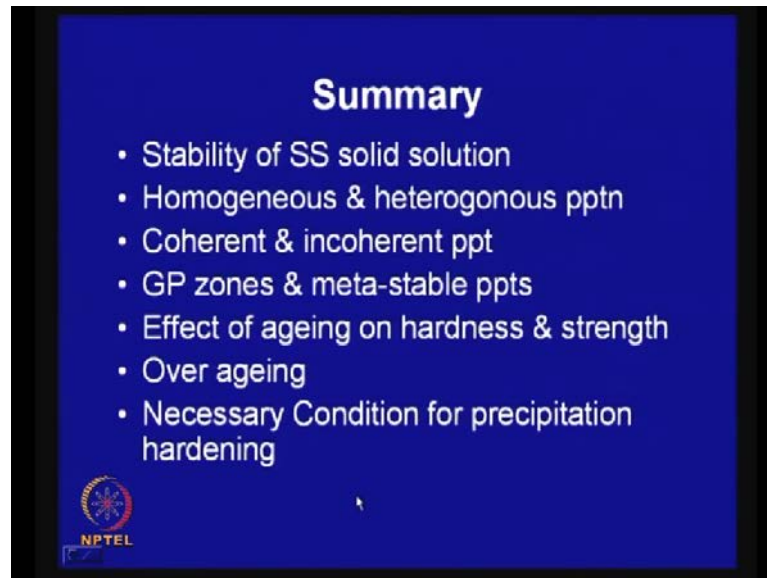 Summary
• Stability of SS solid solution
• Homogeneous & heterogonous pptn
• Coherent & incoherent ppt
• GP zones & meta-stable ppts
• Effect of ageing on hardness & strength
• Over ageing
• Necessary Condition for precipitation
hardening
NPTEL